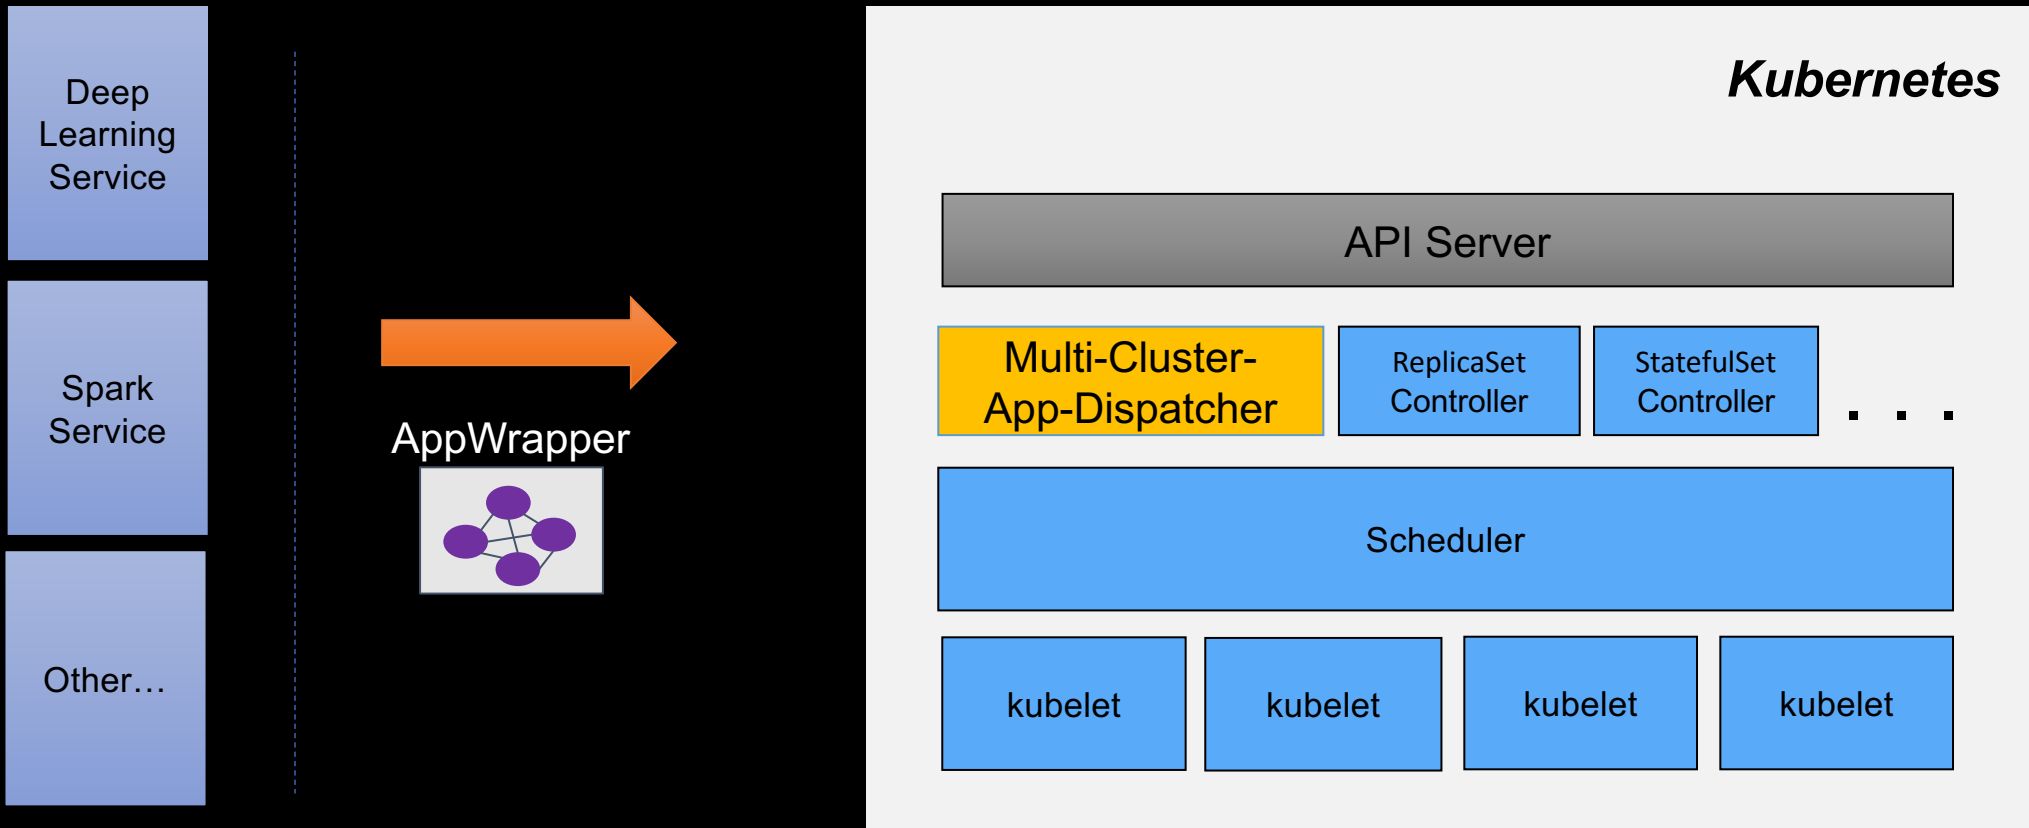 Deep
Learning
Service
Spark
Service
Other…
AppWrapper
Kubernetes
API Server
Multi-Cluster-
App-Dispatcher
ReplicaSet
Controller
StatefulSet
Controller
. . .
Scheduler
kubelet
kubelet
kubelet
kubelet